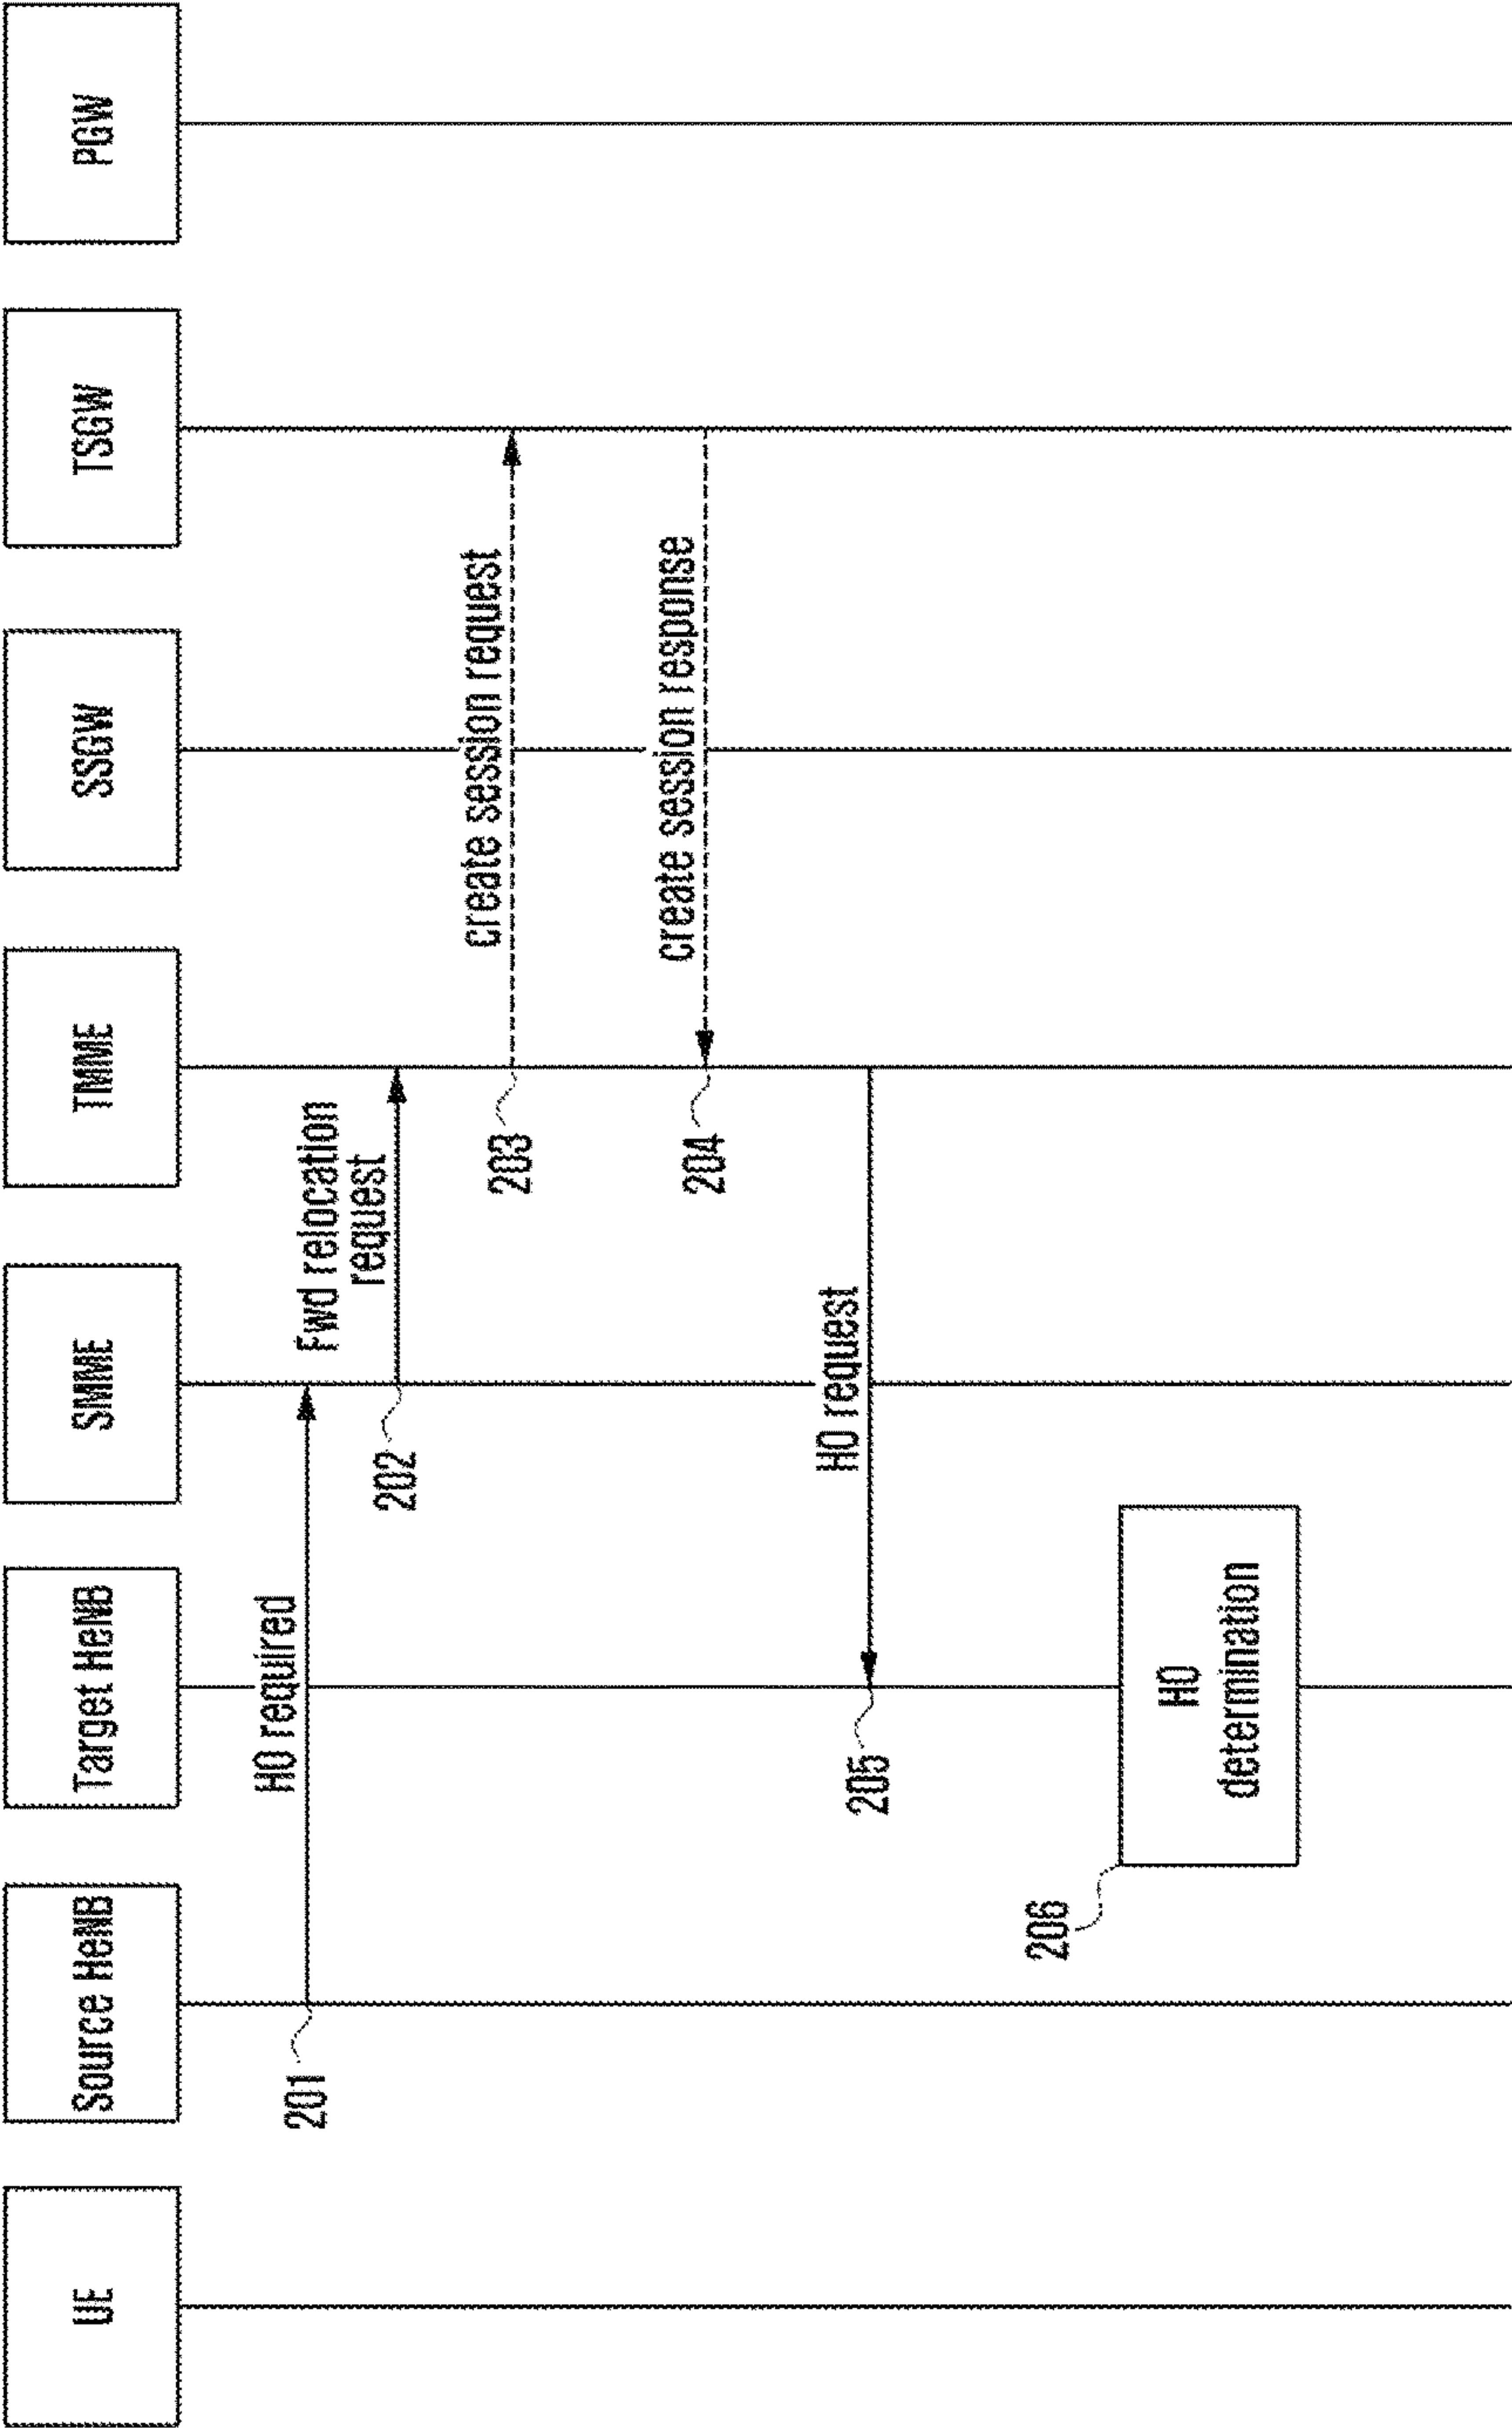 UE
Source HeNB
Target HeNB
SMME
TMME
SSGW
TSGW
PGW
HO required
201
Fwd relocation
request
202
create session request
203
create session response
204
HO request
205
206
HO
determination